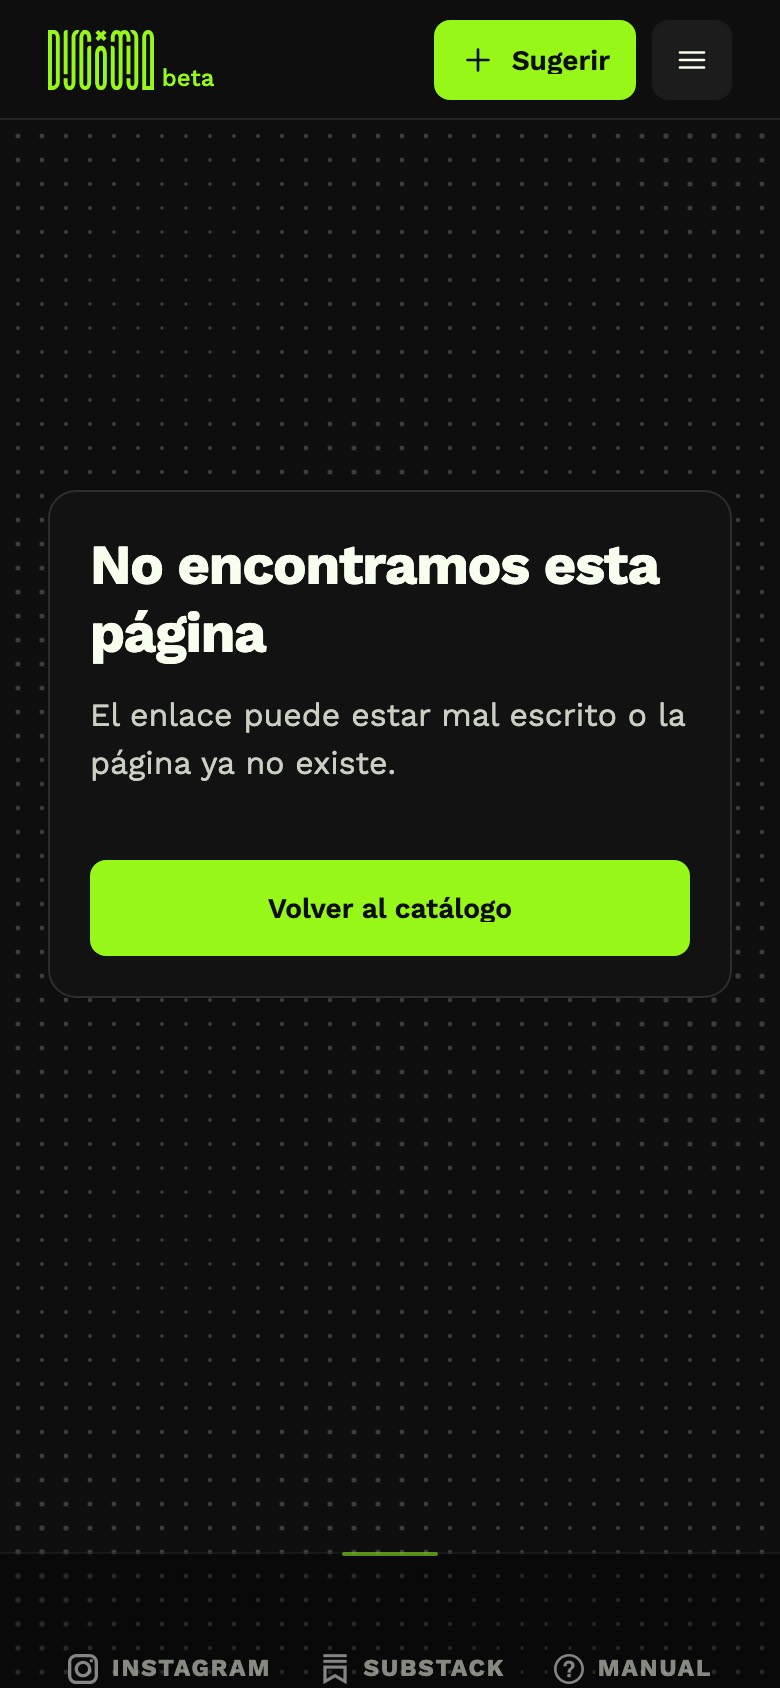 beta
Sugerir
No encontramos esta
página
El enlace puede estar mal escrito o la
página ya no existe.
Volver al catálogo
INSTAGRAM
SUBSTACK
MANUAL